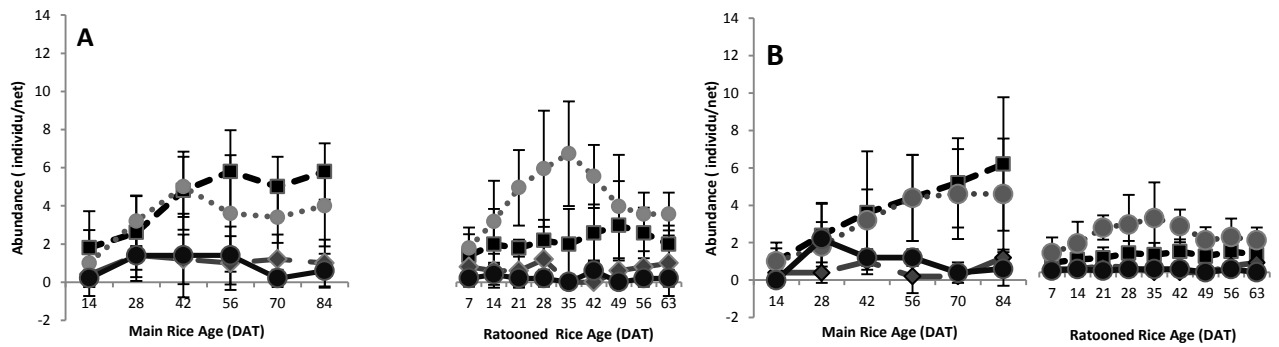 A
Abundance ( individu/net)
14
12
10
8
6
4
2
0
-2
14 28 42 56 70 84
Main Rice Age (DAT)
7 14 21 28 35 42 49 56 63
Ratooned Rice Age (DAT)
B
Abundance ( individu/net)
14
12
10
8
6
4
2
0
-2
14 28 42 56 70 84
Main Rice Age (DAT)
7 14 21 28 35 42 49 56 63
Ratooned Rice Age (DAT)